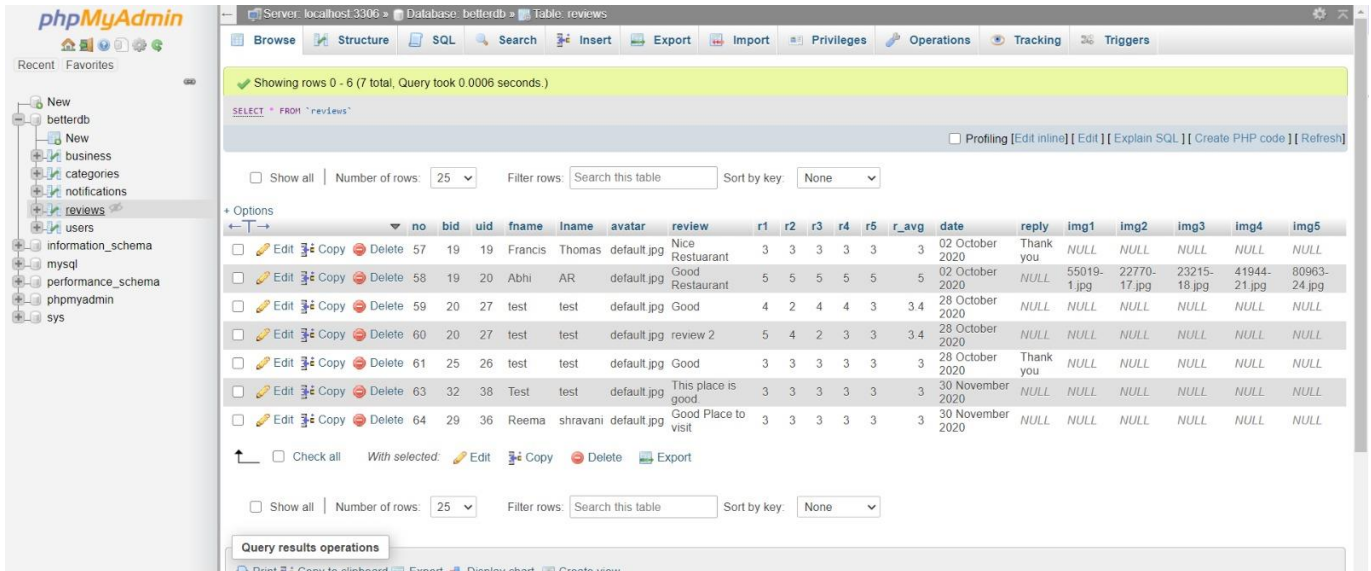 phpMyAdmin
Recent Favorites
New
betterdb
New
business
categories
notifications
reviews
users
information_schema
mysql
performance_schema
phpmyadmin
sys
Server: localhost:3306 » Database: betterdb » Table: reviews
Browse Structure SQL Search Insert Export Import Privileges Operations Tracking Triggers
Showing rows 0 - 6 (7 total, Query took 0.0006 seconds.)
SELECT * FROM `reviews`
Profiling [Edit inline] [ Edit ] [ Explain SQL ] [ Create PHP code ] [ Refresh]
Show all | Number of rows: 25 Filter rows: Search this table Sort by key: None
+ Options
←T→ no bid uid fname lname avatar review r1 r2 r3 r4 r5 r_avg date reply img1 img2 img3 img4 img5
Edit Copy Delete 57 19 19 Francis Thomas default.jpg Nice Restuarant 3 3 3 3 3 3 02 October 2020 Thank you NULL NULL NULL NULL NULL
Edit Copy Delete 58 19 20 Abhi AR default.jpg Good Restaurant 5 5 5 5 5 5 02 October 2020 NULL 55019-1.jpg 22770-17.jpg 23215-18.jpg 41944-21.jpg 80963-24.jpg
Edit Copy Delete 59 20 27 test test default.jpg Good 4 2 4 4 3 3.4 28 October 2020 NULL NULL NULL NULL NULL NULL
Edit Copy Delete 60 20 27 test test default.jpg review 2 5 4 2 3 3 3.4 28 October 2020 NULL NULL NULL NULL NULL NULL
Edit Copy Delete 61 25 26 test test default.jpg Good 3 3 3 3 3 3 28 October 2020 Thank you NULL NULL NULL NULL NULL
Edit Copy Delete 63 32 38 Test test default.jpg This place is good. 3 3 3 3 3 3 30 November 2020 NULL NULL NULL NULL NULL NULL
Edit Copy Delete 64 29 36 Reema shravani default.jpg Good Place to visit 3 3 3 3 3 3 30 November 2020 NULL NULL NULL NULL NULL NULL
Check all With selected: Edit Copy Delete Export
Show all | Number of rows: 25 Filter rows: Search this table Sort by key: None
Query results operations
Print Copy to clipboard Export Display chart Create view